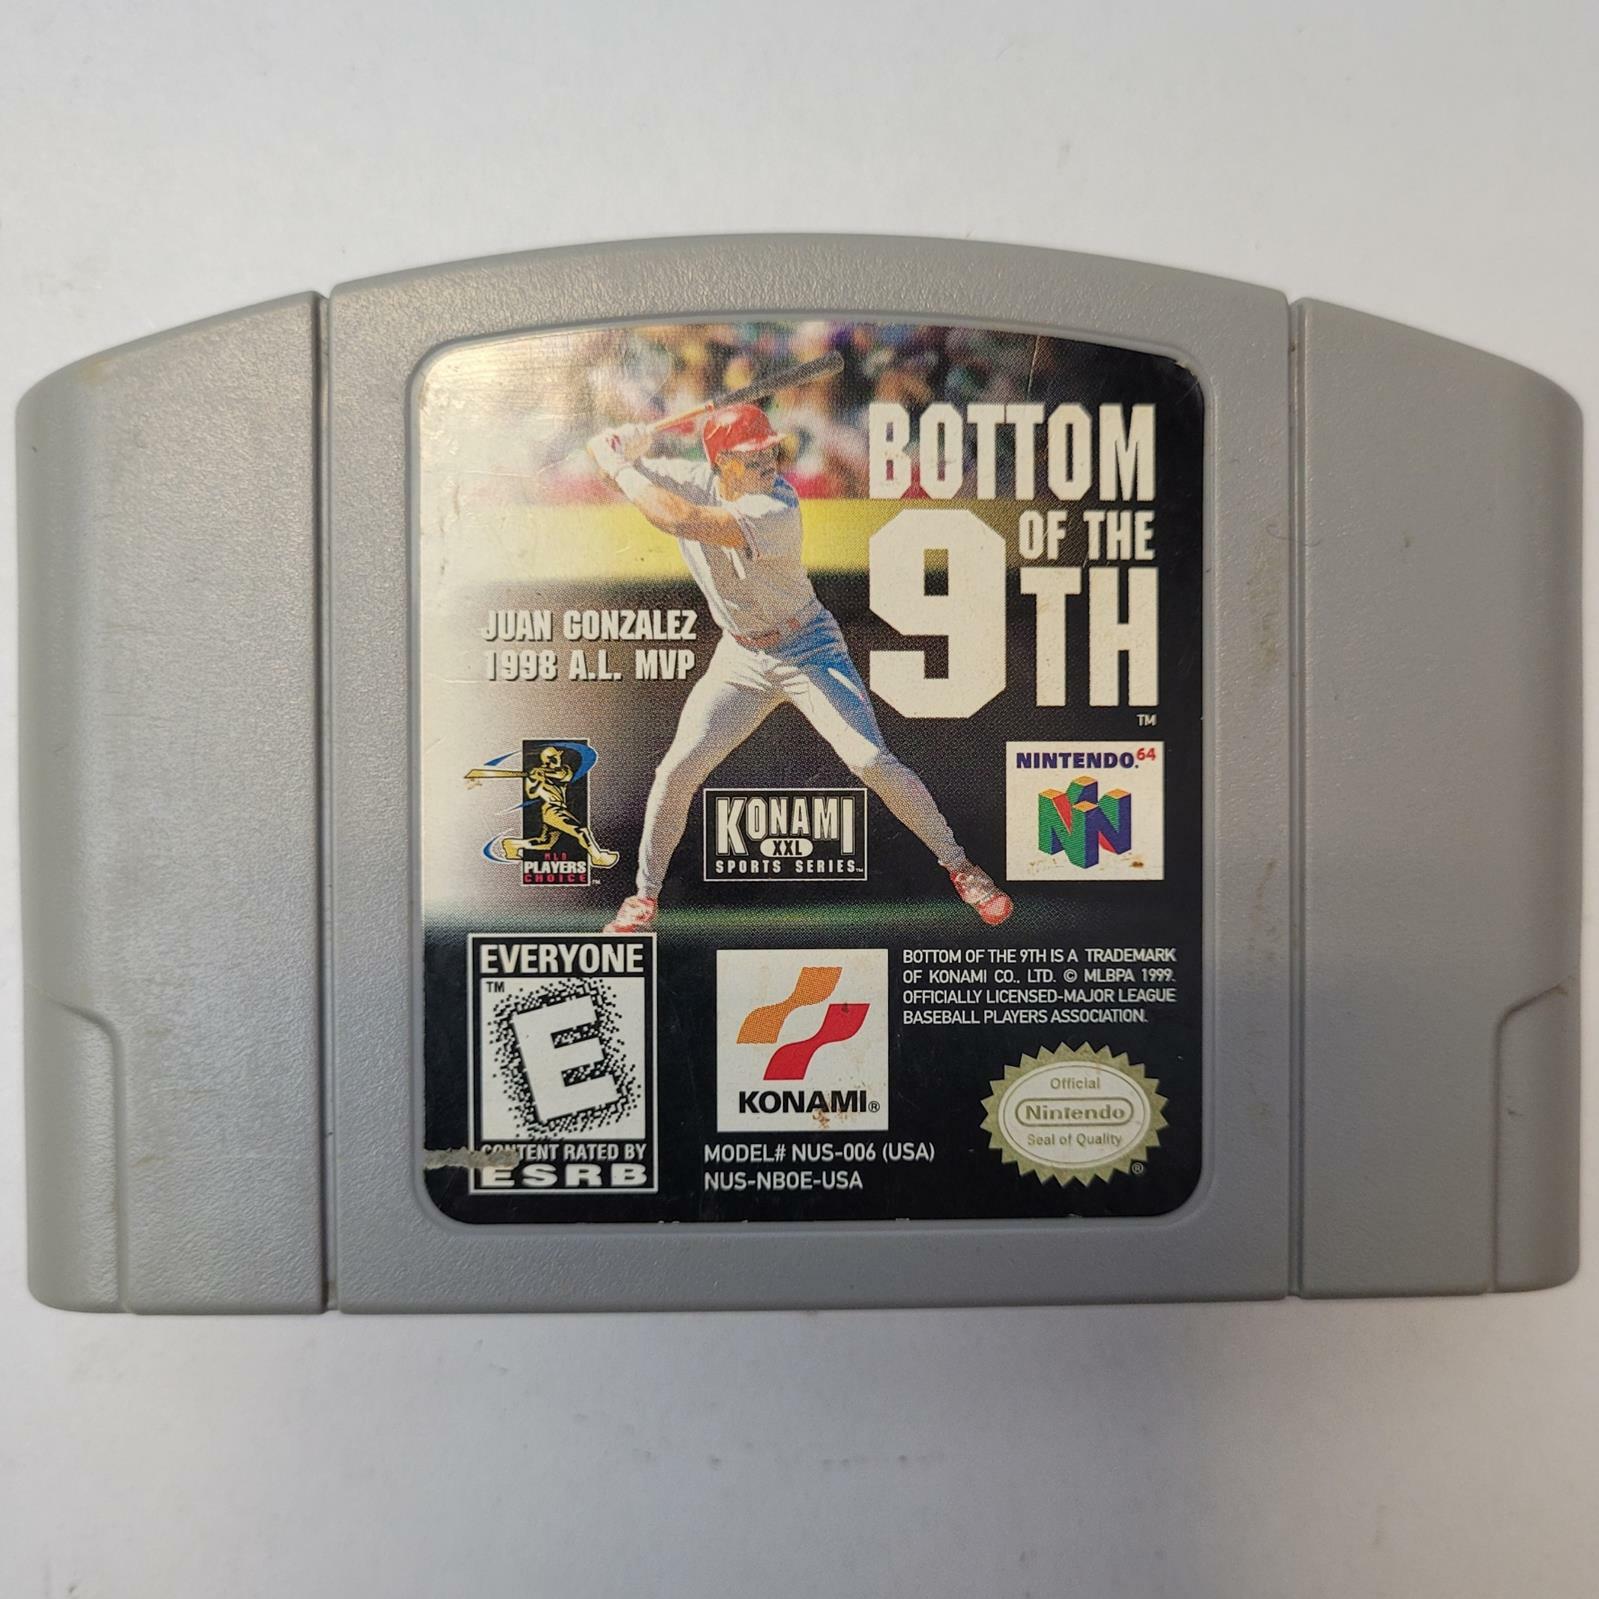 BOTTOM
OF THE
9TH
TM
JUAN GONZALEZ
1998 A.L. MVP
MLB
PLAYERS
CHOICE TM
KONAMI
XXL
SPORTS SERIES TM
NINTENDO.64
EVERYONE
TM
E
CONTENT RATED BY
ESRB
KONAMI®
BOTTOM OF THE 9TH IS A TRADEMARK
OF KONAMI CO., LTD. © MLBPA 1999.
OFFICIALLY LICENSED-MAJOR LEAGUE
BASEBALL PLAYERS ASSOCIATION.
MODEL# NUS-006 (USA)
NUS-NBOE-USA
Official
Nintendo
Seal of Quality
®